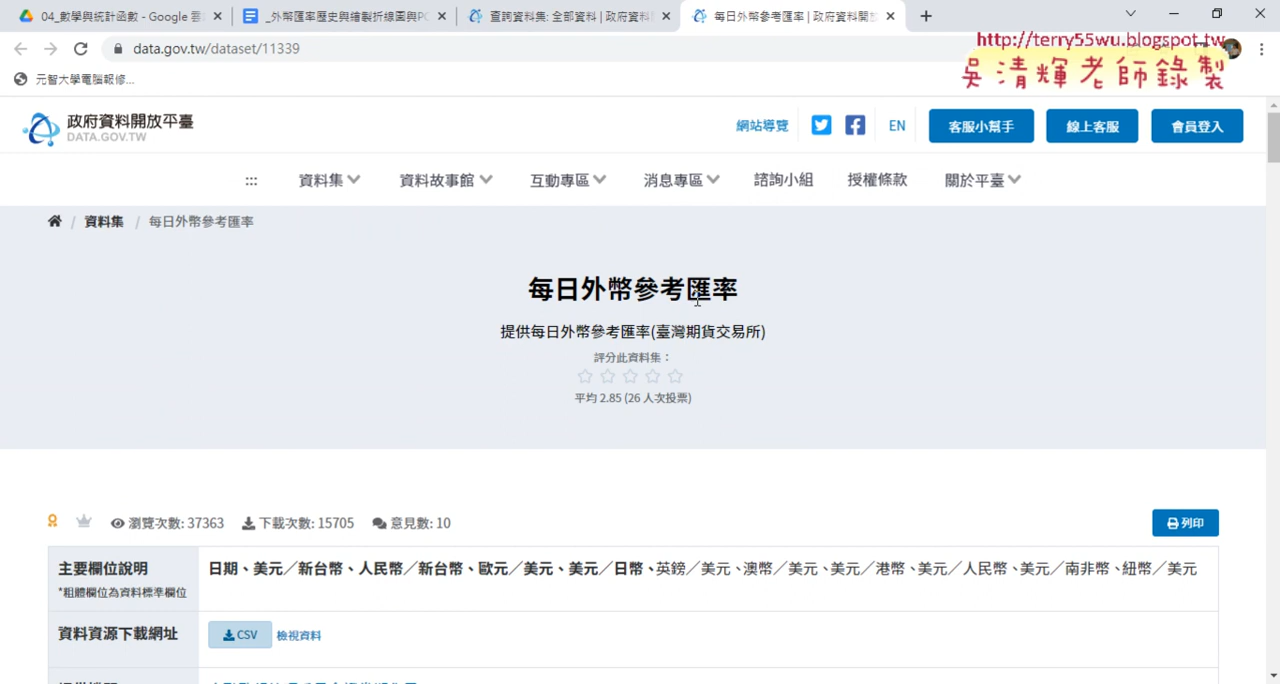 04_數學與統計函數 - Google 雲
_外幣匯率歷史與繪製折線圖與PC
查詢資料集: 全部資料 | 政府資料
每日外幣參考匯率 | 政府資料開放
data.gov.tw/dataset/11339
http://terry55wu.blogspot.tw
吳清輝老師錄製
元智大學電腦報修...
政府資料開放平臺
DATA.GOV.TW
網站導覽
EN
客服小幫手
線上客服
會員登入
資料集
資料故事館
互動專區
消息專區
諮詢小組
授權條款
關於平臺
/ 資料集 / 每日外幣參考匯率
每日外幣參考匯率
提供每日外幣參考匯率(臺灣期貨交易所)
評分此資料集：
平均 2.85 (26 人次投票)
瀏覽次數: 37363 下載次數: 15705 意見數: 10
列印
主要欄位說明
*粗體欄位為資料標準欄位
日期、美元／新台幣、人民幣／新台幣、歐元／美元、美元／日幣、英鎊／美元、澳幣／美元、美元／港幣、美元／人民幣、美元／南非幣、紐幣／美元
資料資源下載網址
CSV 檢視資料